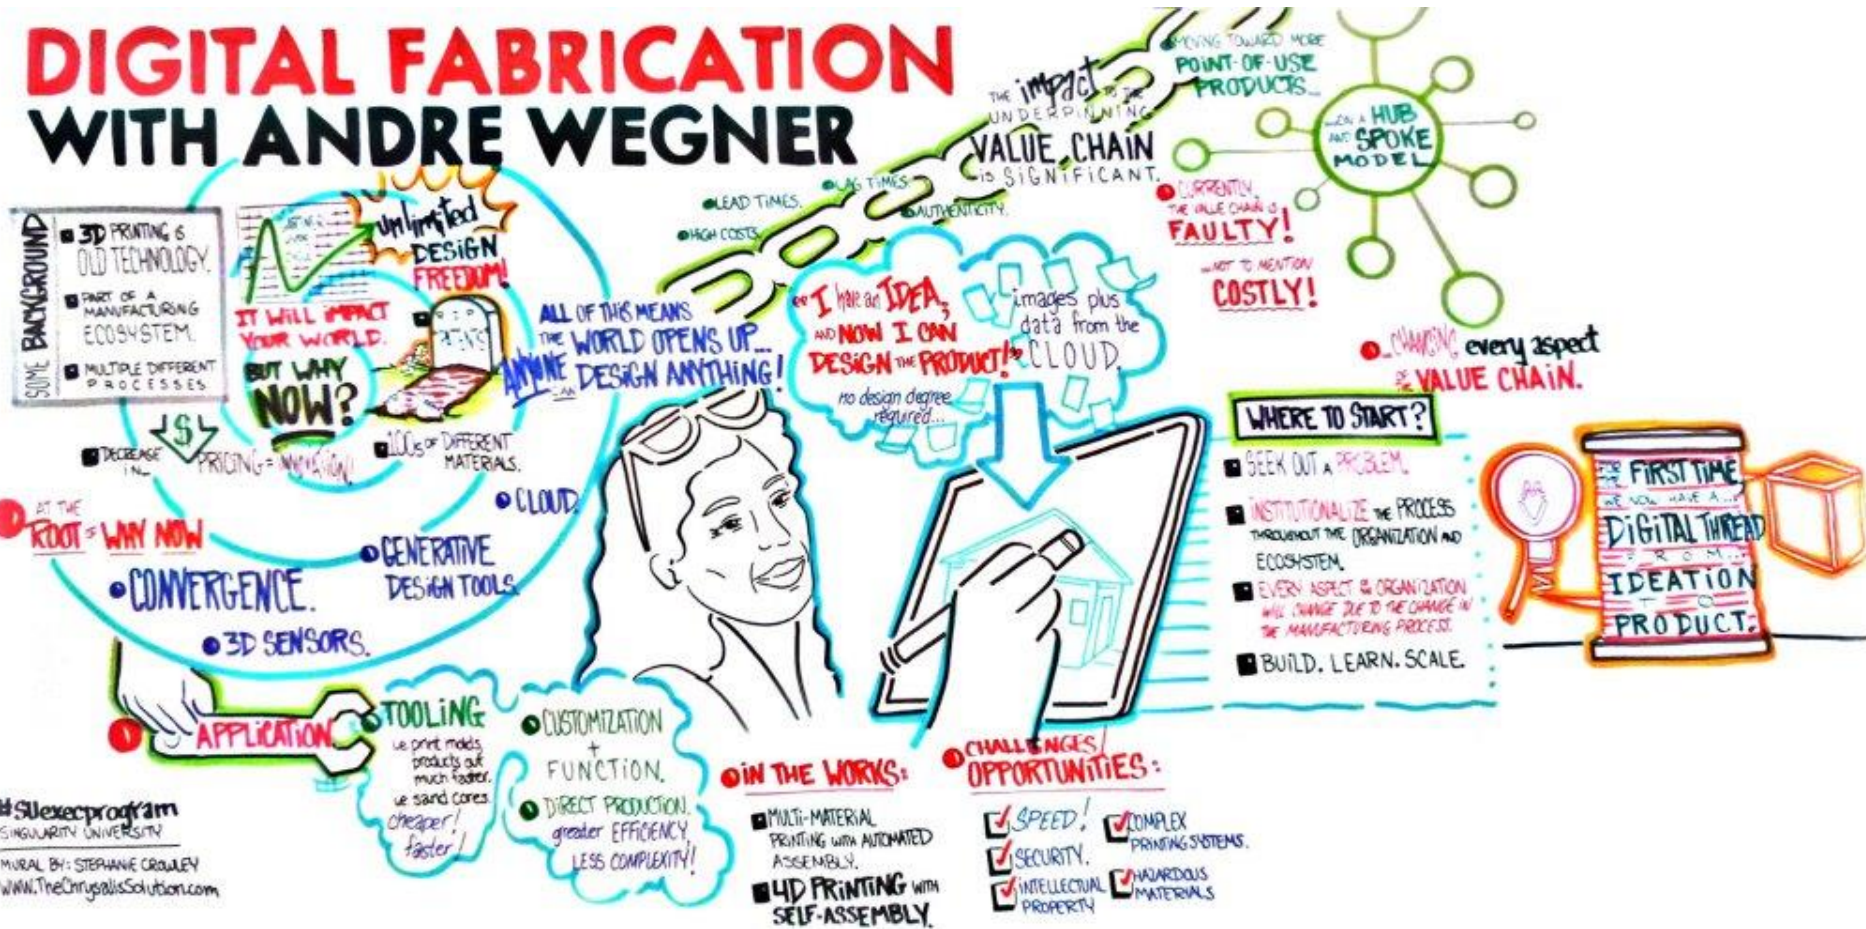 DIGITAL FABRICATION
WITH ANDRE WEGNER
SOME BACKGROUND
3D PRINTING IS
OLD TECHNOLOGY.
PART OF A
MANUFACTURING
ECOSYSTEM.
MULTIPLE DIFFERENT
PROCESSES
unlimited
DESIGN
FREEDOM!
IT WILL IMPACT
YOUR WORLD.
BUT WHY
NOW?
$
DECREASE
IN...
PRICING = INNOVATION!
100s OF DIFFERENT
MATERIALS.
AT THE
ROOT = WHY NOW
CONVERGENCE.
3D SENSORS.
GENERATIVE
DESIGN TOOLS.
CLOUD.
ALL OF THIS MEANS
THE WORLD OPENS UP...
ANYONE CAN DESIGN ANYTHING!
HIGH COSTS.
LEAD TIMES.
LAG TIMES.
AUTHENTICITY.
THE impact TO THE
UNDERPINNING
VALUE CHAIN
is SIGNIFICANT.
MOVING TOWARD MORE
POINT-OF-USE
PRODUCTS...
...ON A HUB
AND SPOKE
MODEL
CURRENTLY,
THE VALUE CHAIN IS
FAULTY!
...NOT TO MENTION
COSTLY!
...CHANGING every aspect
OF THE VALUE CHAIN.
"I have an IDEA,
AND NOW I CAN
DESIGN THE PRODUCT!"
no design degree
required...
images plus
data from the
CLOUD.
WHERE TO START?
SEEK OUT A PROBLEM.
INSTITUTIONALIZE THE PROCESS
THROUGHOUT THE ORGANIZATION AND
ECOSYSTEM.
EVERY ASPECT OF ORGANIZATION
WILL CHANGE DUE TO THE CHANGE IN
THE MANUFACTURING PROCESS.
BUILD. LEARN. SCALE.
FOR THE FIRST TIME,
WE NOW HAVE A...
DIGITAL THREAD
FROM...
IDEATION
TO
PRODUCT.
APPLICATION
TOOLING
ie print molds,
products out
much faster.
ie sand cores.
cheaper!
faster!
CUSTOMIZATION
+
FUNCTION.
DIRECT PRODUCTION.
greater EFFICIENCY,
LESS COMPLEXITY!
IN THE WORKS:
MULTI-MATERIAL
PRINTING WITH AUTOMATED
ASSEMBLY.
4D PRINTING WITH
SELF-ASSEMBLY.
CHALLENGES/
OPPORTUNITIES:
SPEED!
SECURITY.
INTELLECTUAL
PROPERTY
COMPLEX
PRINTING SYSTEMS.
HAZARDOUS
MATERIALS
#SUexecprogram
SINGULARITY UNIVERSITY
MURAL BY: STEPHANIE CROWLEY
WWW.TheChrysalisSolution.com